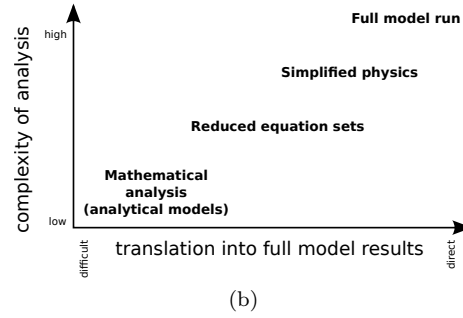 Full model run
high
Simplified physics
complexity of analysis
Reduced equation sets
Mathematical
analysis
(analytical models)
low
difficult
translation into full model results
direct
(b)